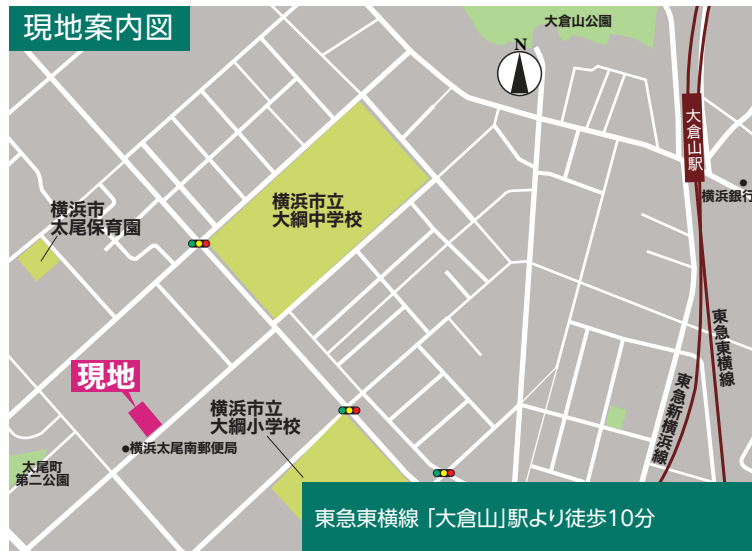 現地案内図
大倉山公園
N
大倉山駅
横浜銀行
横浜市立
大綱中学校
横浜市
太尾保育園
東急東横線
東急新横浜線
現地
横浜市立
大綱小学校
●横浜太尾南郵便局
太尾町
第二公園
東急東横線「大倉山」駅より徒歩10分